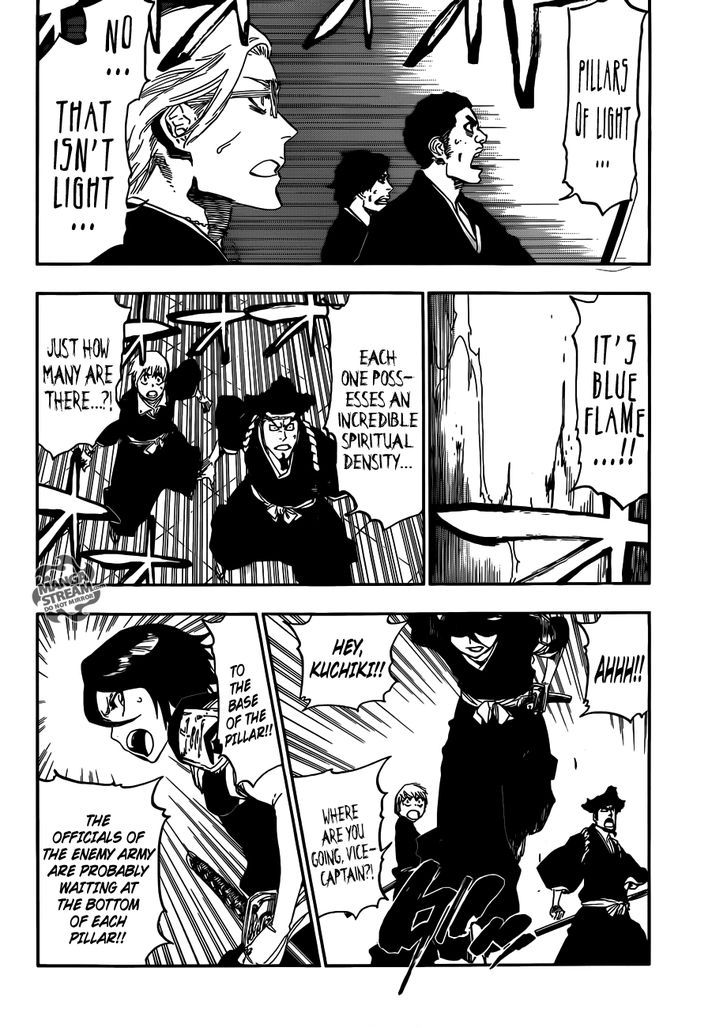 PILLARS
OF LIGHT
...
NO
...
THAT
ISN'T
LIGHT
...
IT'S
BLUE
FLAME
...!!
EACH
ONE POSS-
ESSES AN
INCREDIBLE
SPIRITUAL
DENSITY...
JUST HOW
MANY ARE
THERE...?!
AHHH!!
HEY,
KUCHIKI!!
WHERE
ARE YOU
GOING, VICE-
CAPTAIN?!
TO
THE
BASE
OF THE
PILLAR!!
THE
OFFICIALS OF
THE ENEMY ARMY
ARE PROBABLY
WAITING AT
THE BOTTOM
OF EACH
PILLAR!!
MANGA
STREAM.COM
DO NOT MIRROR